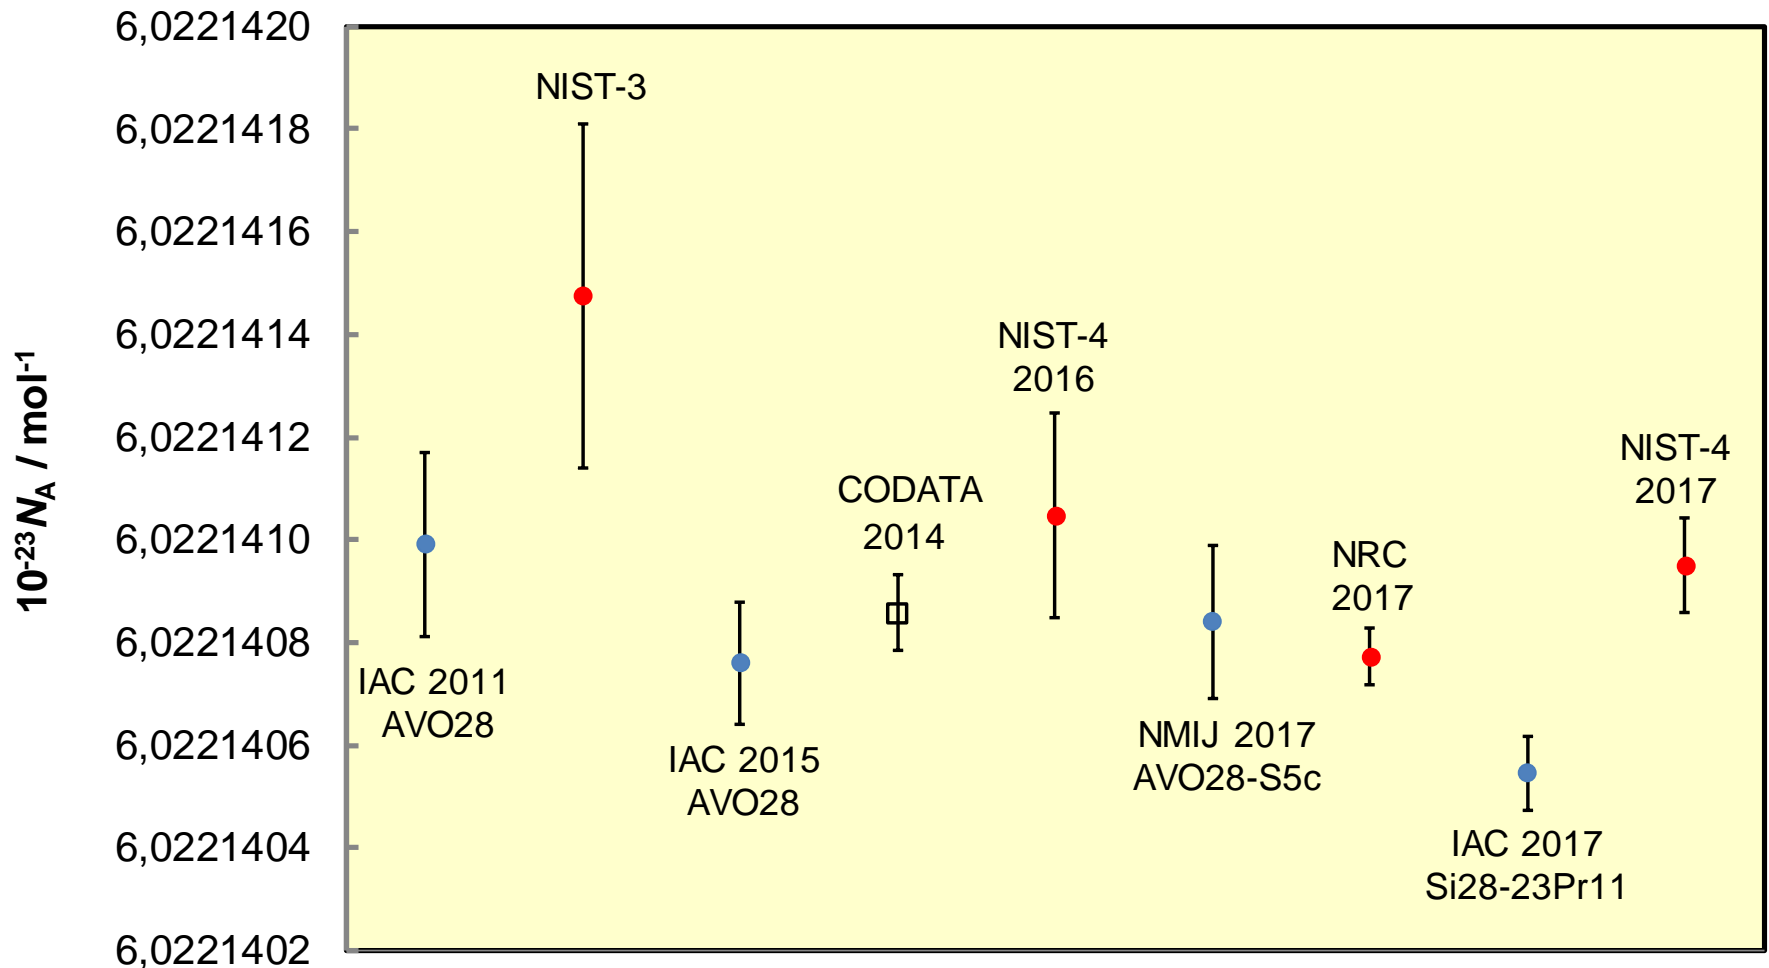 6,0221420
6,0221418
6,0221416
6,0221414
6,0221412
6,0221410
6,0221408
6,0221406
6,0221404
6,0221402
10⁻²³N_A / mol⁻¹
IAC 2011
AVO28
NIST-3
IAC 2015
AVO28
CODATA
2014
NIST-4
2016
NMIJ 2017
AVO28-S5c
NRC
2017
IAC 2017
Si28-23Pr11
NIST-4
2017